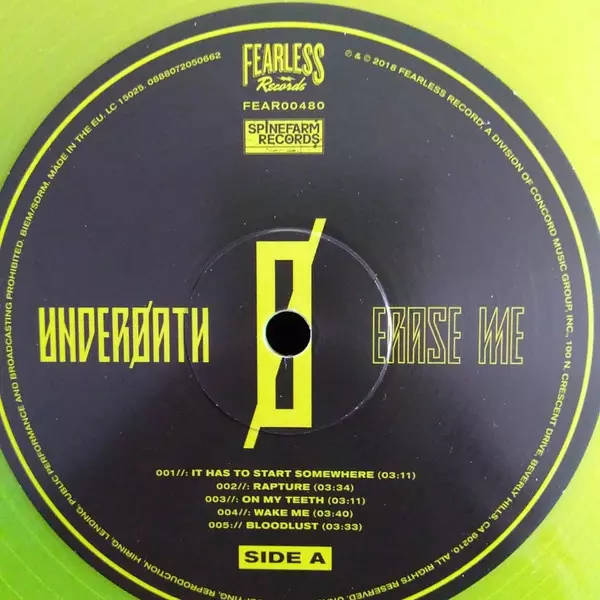 FEARLESS
Records
FEAR00480
SPINEFARM
RECORDS
UNDERØATH
ERASE ME
001//: IT HAS TO START SOMEWHERE (03:11)
002//: RAPTURE (03:34)
003//: ON MY TEETH (03:11)
004//: WAKE ME (03:40)
005:// BLOODLUST (03:33)
SIDE A
℗ & © 2018 FEARLESS RECORD, A DIVISION OF CONCORD MUSIC GROUP, INC., 100 N. CRESCENT DRIVE, BEVERLY HILLS, CA 90210. ALL RIGHTS RESERVED.
REPRODUCTION, HIRING, LENDING, PUBLIC PERFORMANCE AND BROADCASTING PROHIBITED. BIEM/SDRM. MADE IN THE EU. LC 15025. 0888072050662